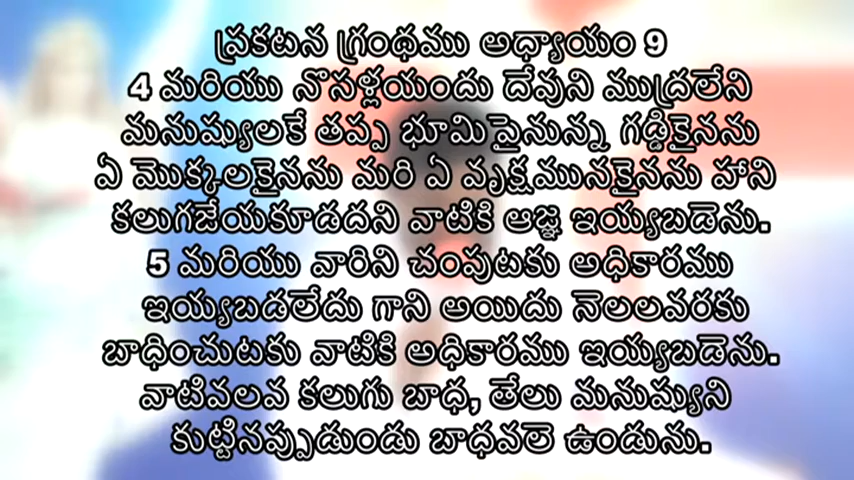 ప్రకటన గ్రంథము అధ్యాయం 9
4 మరియు నొసళ్లయందు దేవుని ముద్రలేని
మనుష్యులకే తప్ప భూమిపైనున్న గడ్డికైనను
ఏ మొక్కలకైనను మరి ఏ వృక్షమునకైనను హాని
కలుగజేయకూడదని వాటికి ఆజ్ఞ ఇయ్యబడెను.
5 మరియు వారిని చంపుటకు అధికారము
ఇయ్యబడలేదు గాని అయిదు నెలలవరకు
బాధించుటకు వాటికి అధికారము ఇయ్యబడెను.
వాటివలవ కలుగు బాధ, తేలు మనుష్యుని
కుట్టినప్పుడుండు బాధవలె ఉండును.